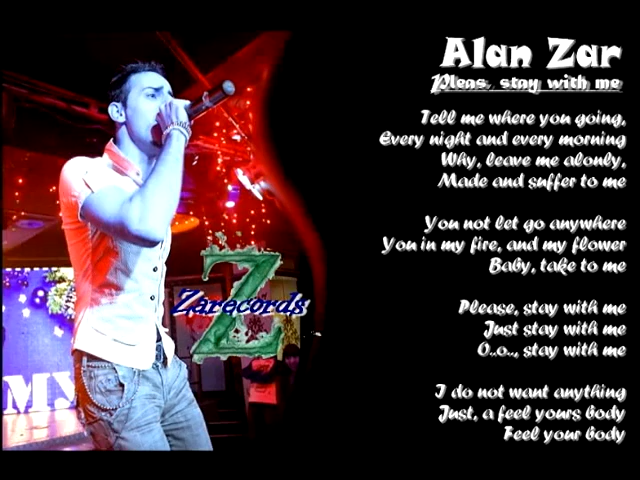 Alan Zar
Pleas, stay with me
Tell me where you going,
Every night and every morning
Why, leave me alonly,
Made and suffer to me
You not let go anywhere
You in my fire, and my flower
Baby, take to me
Please, stay with me
Just stay with me
O..o.., stay with me
I do not want anything
Just, a feel yours body
Feel your body
Z
Zarecords
MY